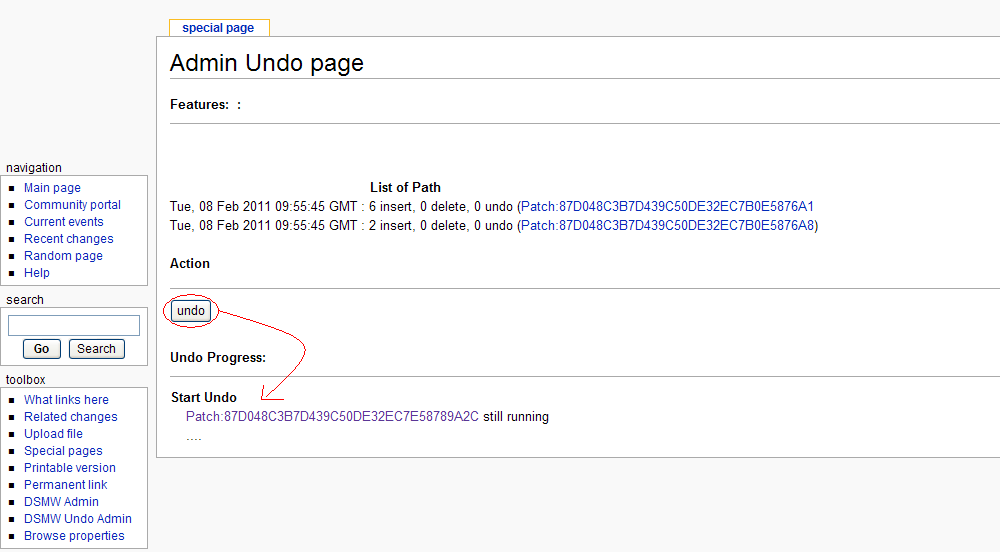 special page
Admin Undo page
Features: :
List of Path
Tue, 08 Feb 2011 09:55:45 GMT : 6 insert, 0 delete, 0 undo (Patch:87D048C3B7D439C50DE32EC7B0E5876A1
Tue, 08 Feb 2011 09:55:45 GMT : 2 insert, 0 delete, 0 undo (Patch:87D048C3B7D439C50DE32EC7B0E5876A8)
Action
undo
Undo Progress:
Start Undo
Patch:87D048C3B7D439C50DE32EC7E58789A2C still running
....
navigation
Main page
Community portal
Current events
Recent changes
Random page
Help
search
Go Search
toolbox
What links here
Related changes
Upload file
Special pages
Printable version
Permanent link
DSMW Admin
DSMW Undo Admin
Browse properties